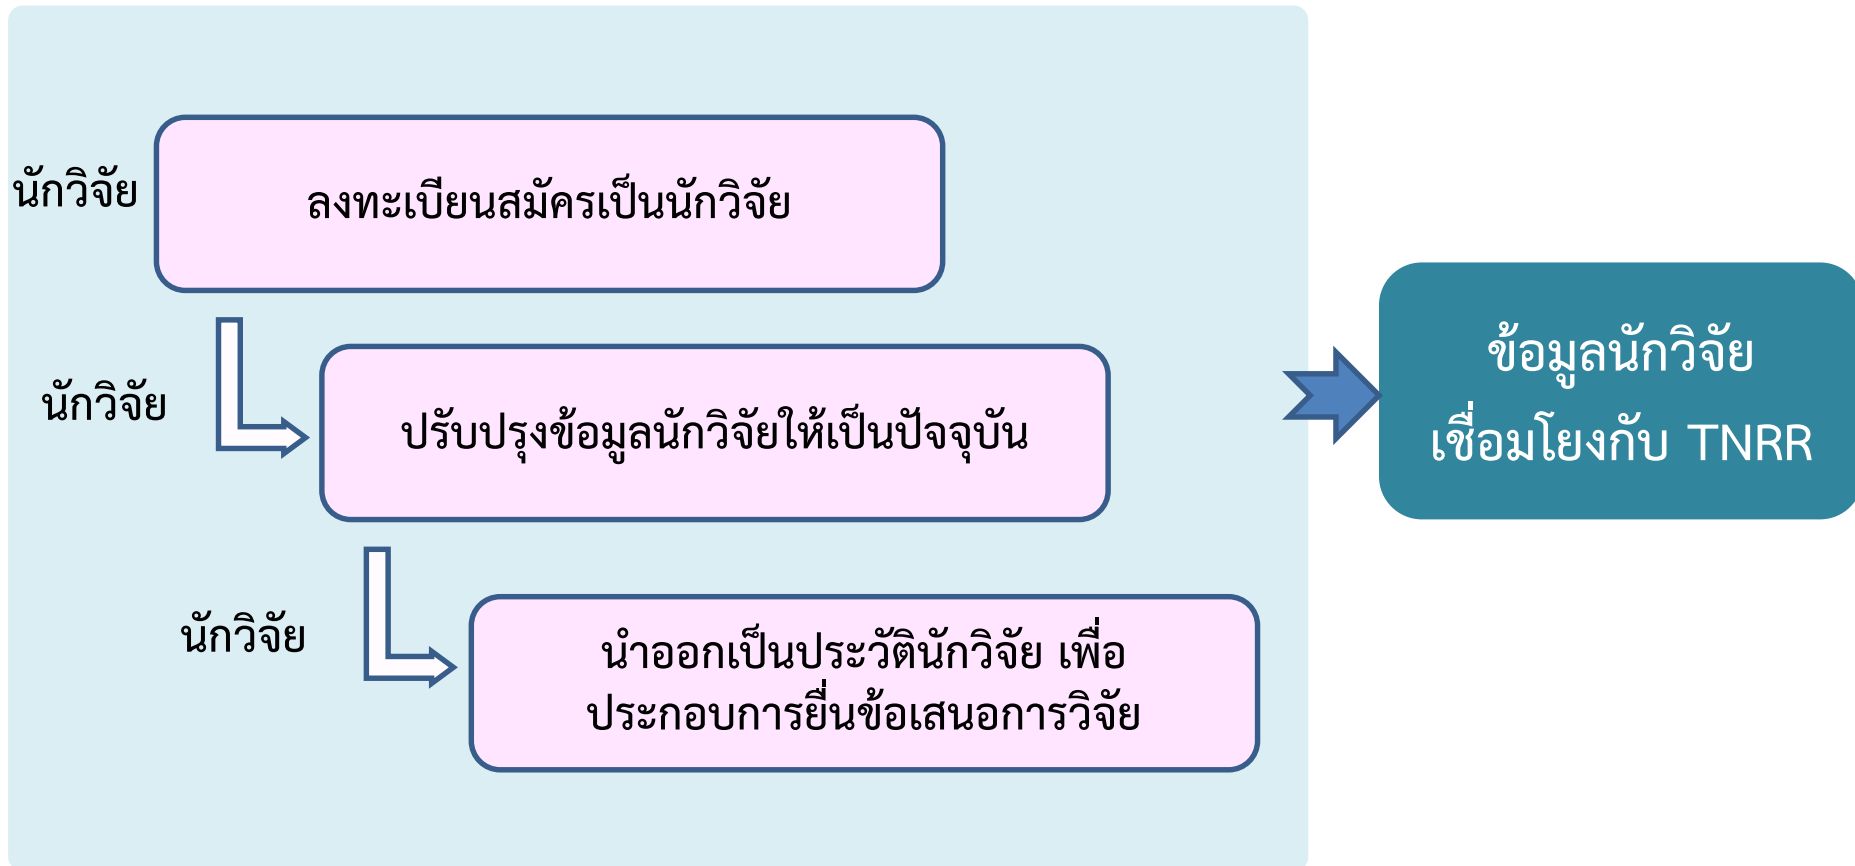 นักวิจัย
ลงทะเบียนสมัครเป็นนักวิจัย
นักวิจัย
ปรับปรุงข้อมูลนักวิจัยให้เป็นปัจจุบัน
นักวิจัย
นำออกเป็นประวัตินักวิจัย เพื่อ
ประกอบการยื่นข้อเสนอการวิจัย
ข้อมูลนักวิจัย
เชื่อมโยงกับ TNRR